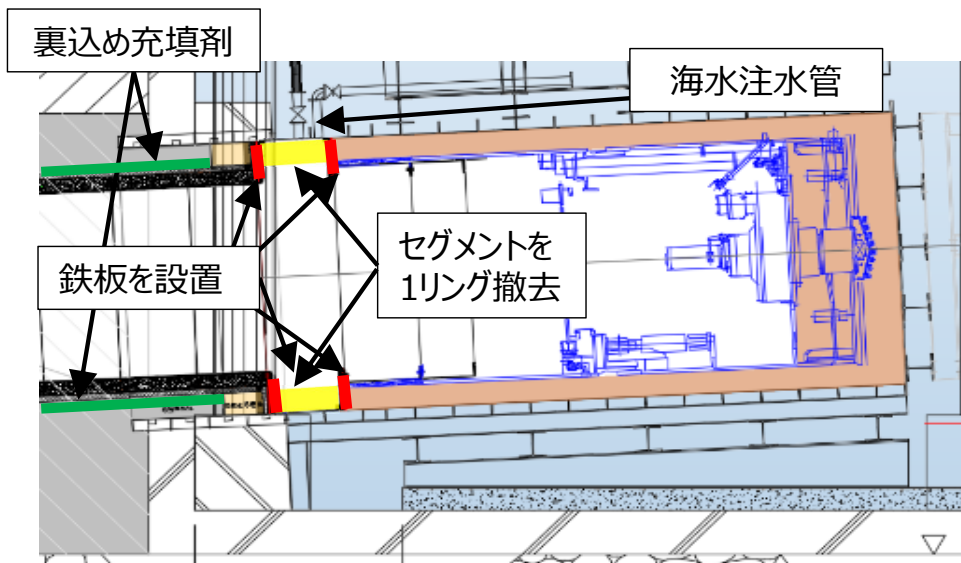 裏込め充填剤
海水注水管
鉄板を設置
セグメントを
1リング撤去